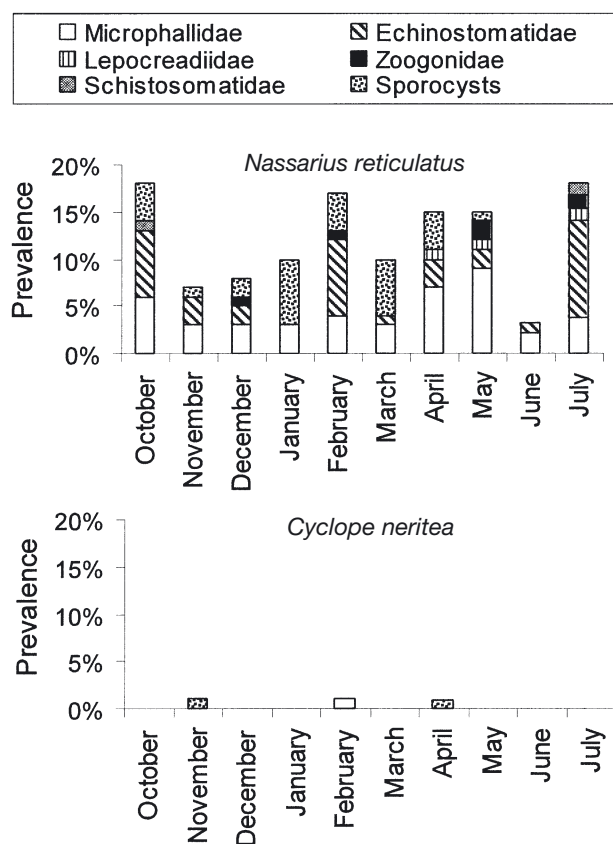 Microphallidae Echinostomatidae
Lepocreadiidae Zoogonidae
Schistosomatidae Sporocysts
Nassarius reticulatus
Prevalence
20%
15%
10%
5%
0%
October
November
December
January
February
March
April
May
June
July
Cyclope neritea
Prevalence
20%
15%
10%
5%
0%
October
November
December
January
February
March
April
May
June
July